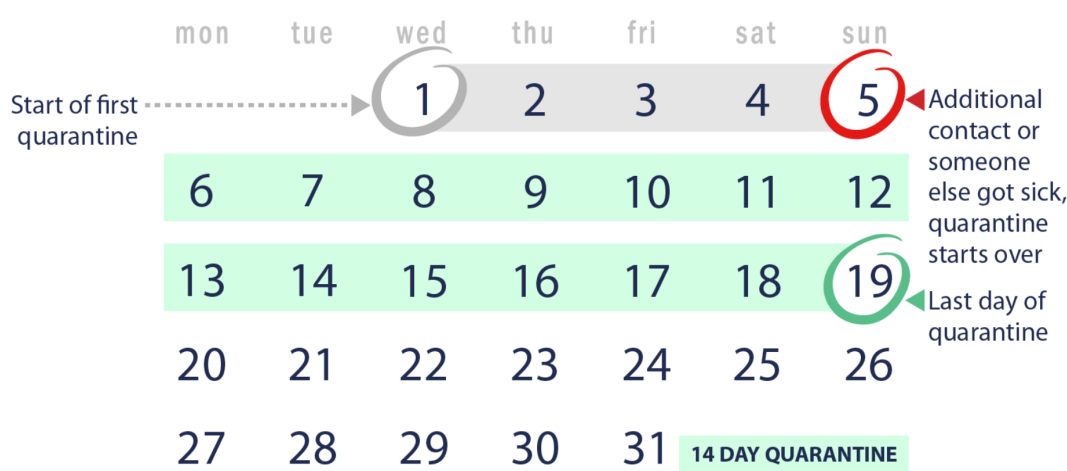 mon tue wed thu fri sat sun
Start of first
quarantine
1 2 3 4 5
Additional
contact or
someone
else got sick,
quarantine
starts over
6 7 8 9 10 11 12
13 14 15 16 17 18 19
Last day of
quarantine
20 21 22 23 24 25 26
27 28 29 30 31
14 DAY QUARANTINE